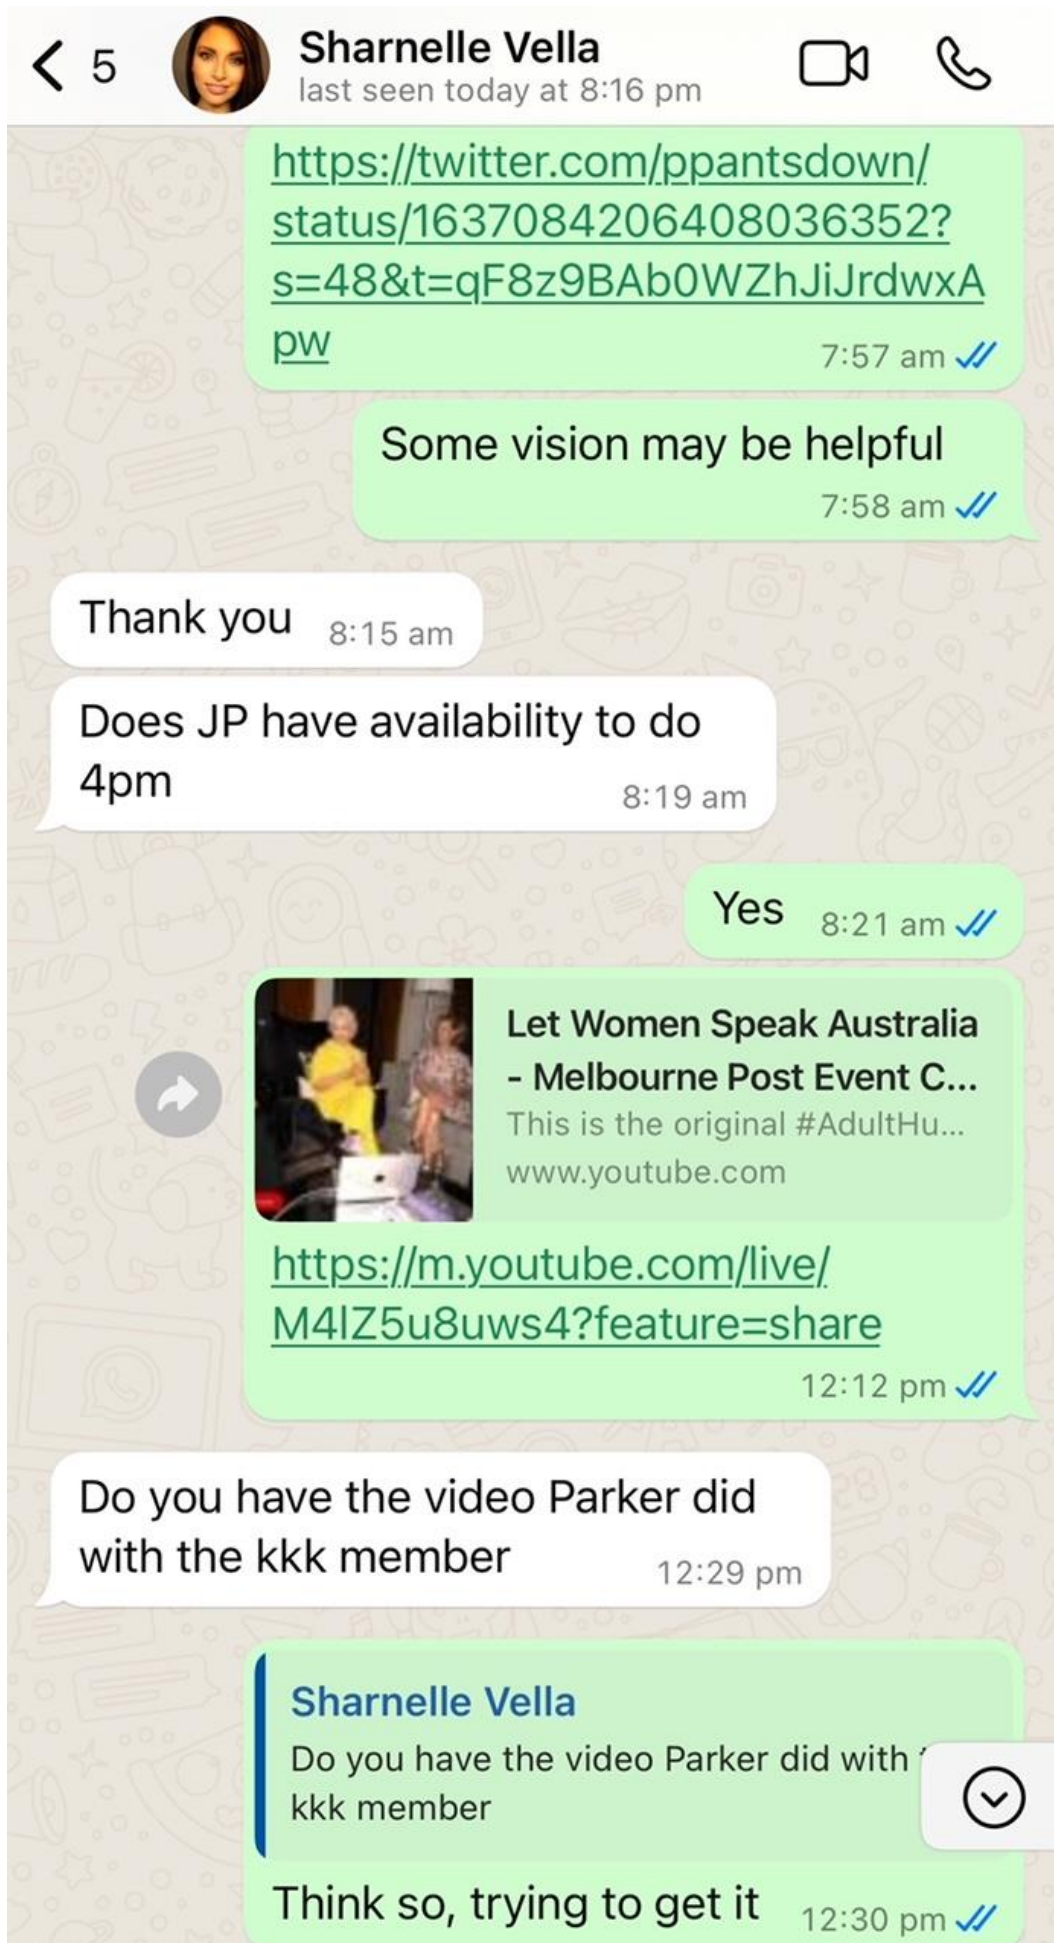 5
Sharnelle Vella
last seen today at 8:16 pm
https://twitter.com/ppantsdown/
status/1637084206408036352?
s=48&t=qF8z9BAb0WZhJiJrdwxA
pw
7:57 am
Some vision may be helpful
7:58 am
Thank you 8:15 am
Does JP have availability to do
4pm 8:19 am
Yes 8:21 am
Let Women Speak Australia
- Melbourne Post Event C...
This is the original #AdultHu...
www.youtube.com
https://m.youtube.com/live/
M4lZ5u8uws4?feature=share
12:12 pm
Do you have the video Parker did
with the kkk member 12:29 pm
Sharnelle Vella
Do you have the video Parker did with
kkk member
Think so, trying to get it 12:30 pm